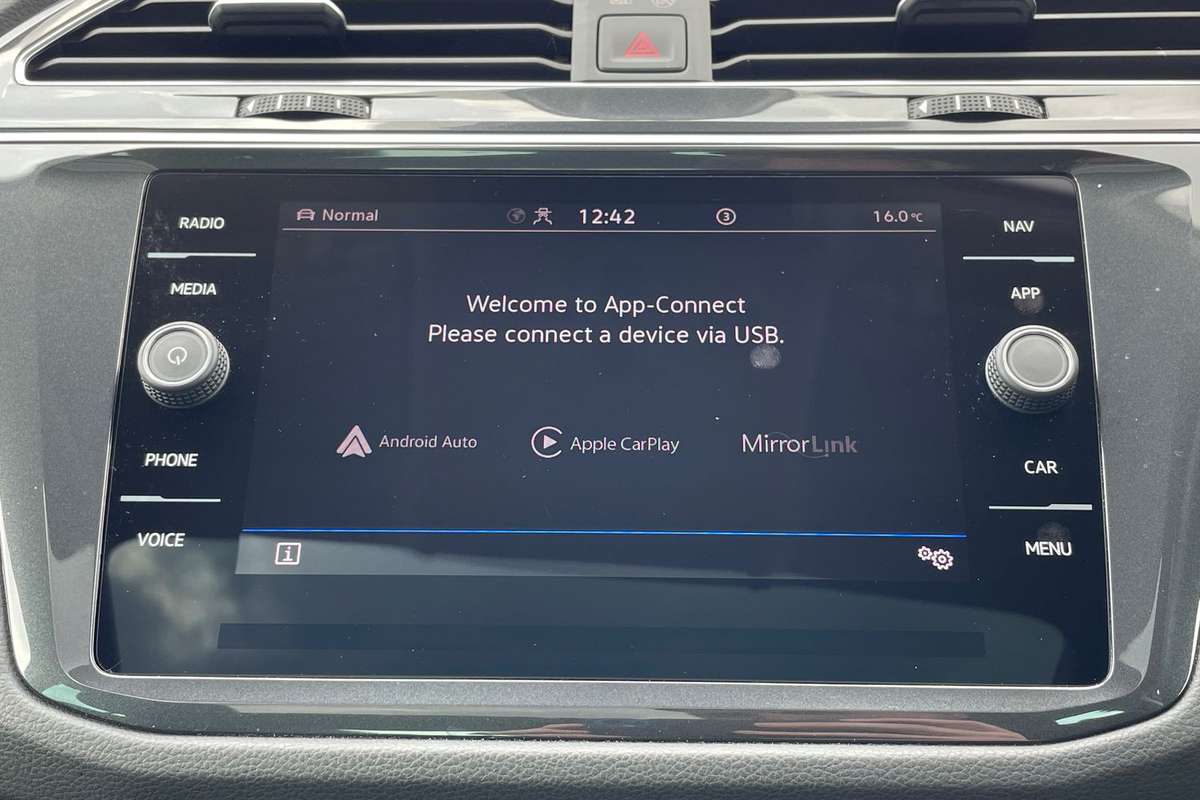 RADIO
MEDIA
PHONE
VOICE
Normal
12:42
3
16.0 °C
Welcome to App-Connect
Please connect a device via USB.
Android Auto
Apple CarPlay
MirrorLink
i
NAV
APP
CAR
MENU